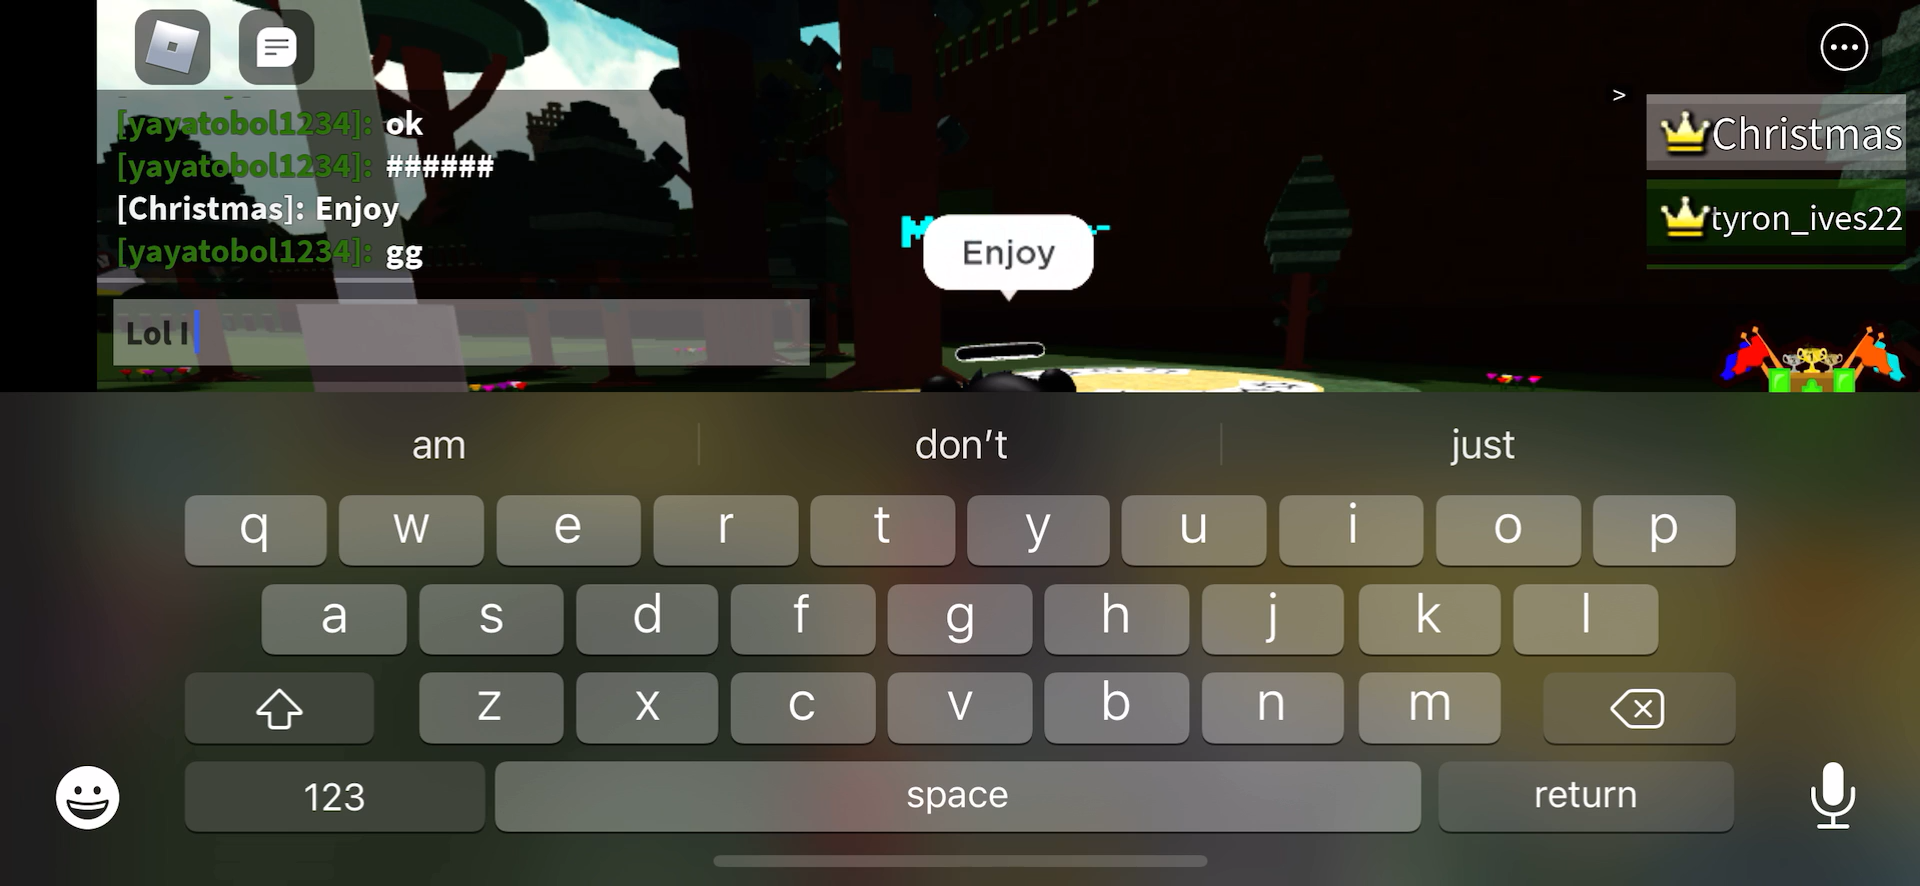 [yayatobol1234]: ok
[yayatobol1234]: ######
[Christmas]: Enjoy
[yayatobol1234]: gg
Lol I
Enjoy
>
Christmas
tyron_ives22
am don’t just
q w e r t y u i o p
a s d f g h j k l
z x c v b n m
123 space return